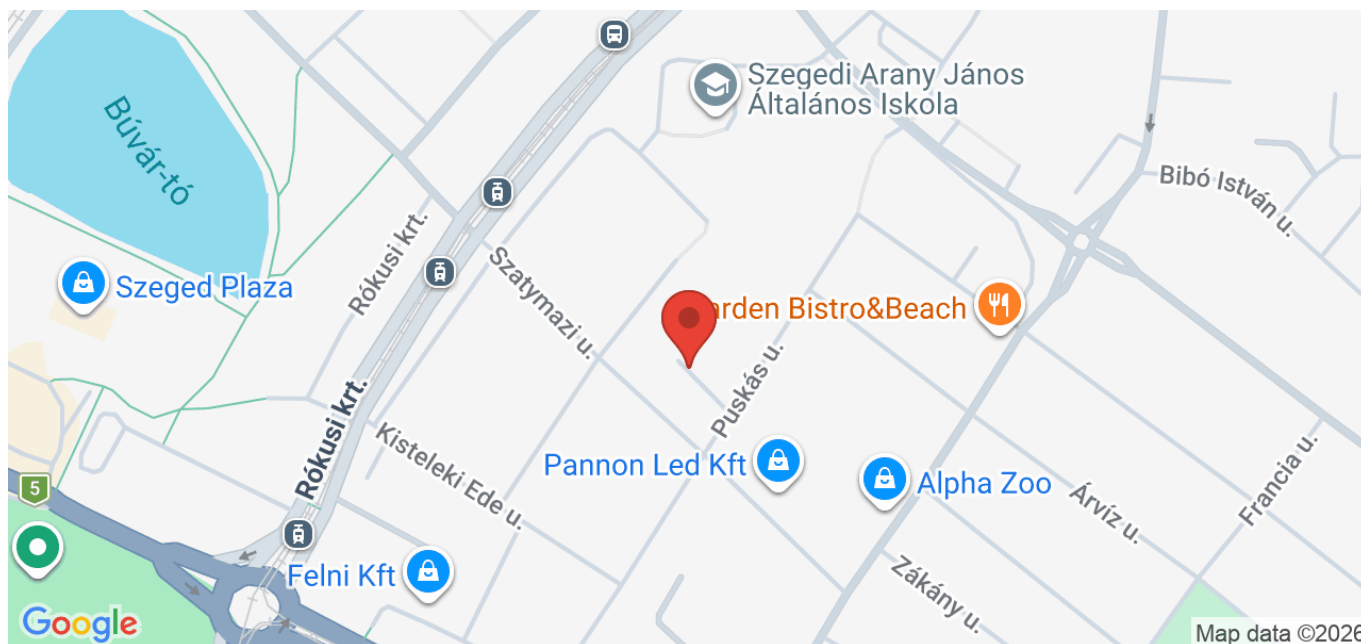 Szegedi Arany János
Általános Iskola
Búvár-tó
Bibó István u.
Rókusi krt.
Szeged Plaza
Szatymazi u.
arden Bistro&Beach
Puskás u.
Rókusi krt.
Kisteleki Ede u.
Pannon Led Kft
Alpha Zoo
Árvíz u.
Francia u.
5
Felni Kft
Zákány u.
Google
Map data ©2026